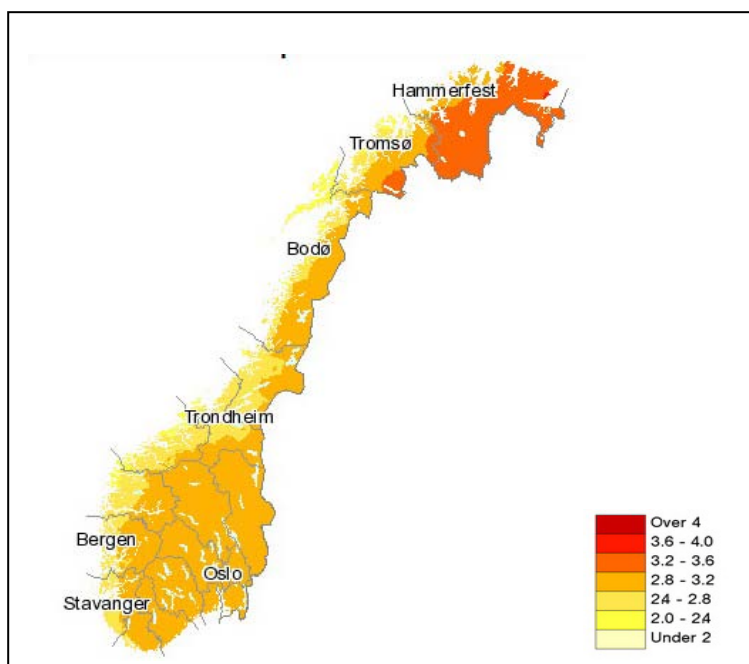 Hammerfest
Tromsø
Bodø
Trondheim
Bergen
Oslo
Stavanger
Over 4
3.6 - 4.0
3.2 - 3.6
2.8 - 3.2
24 - 2.8
2.0 - 24
Under 2